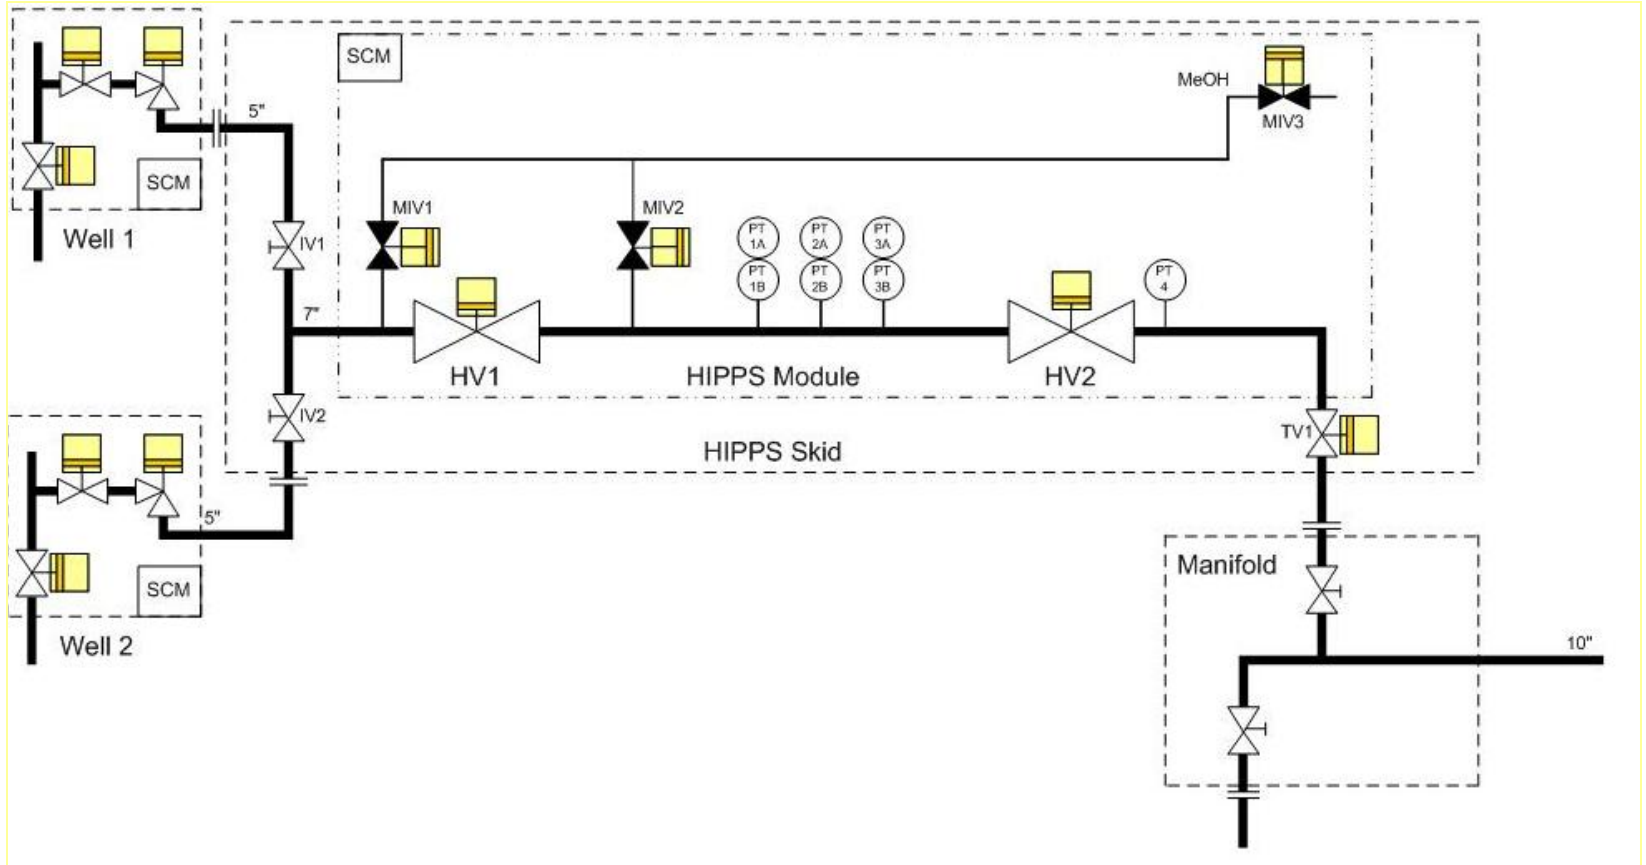 SCM
MeOH
MIV3
5"
SCM
MIV1
MIV2
Well 1
IV1
PT
1A
PT
2A
PT
3A
PT
1B
PT
2B
PT
3B
PT
4
7"
HV1
HIPPS Module
HV2
IV2
TV1
HIPPS Skid
5"
Manifold
SCM
Well 2
10"